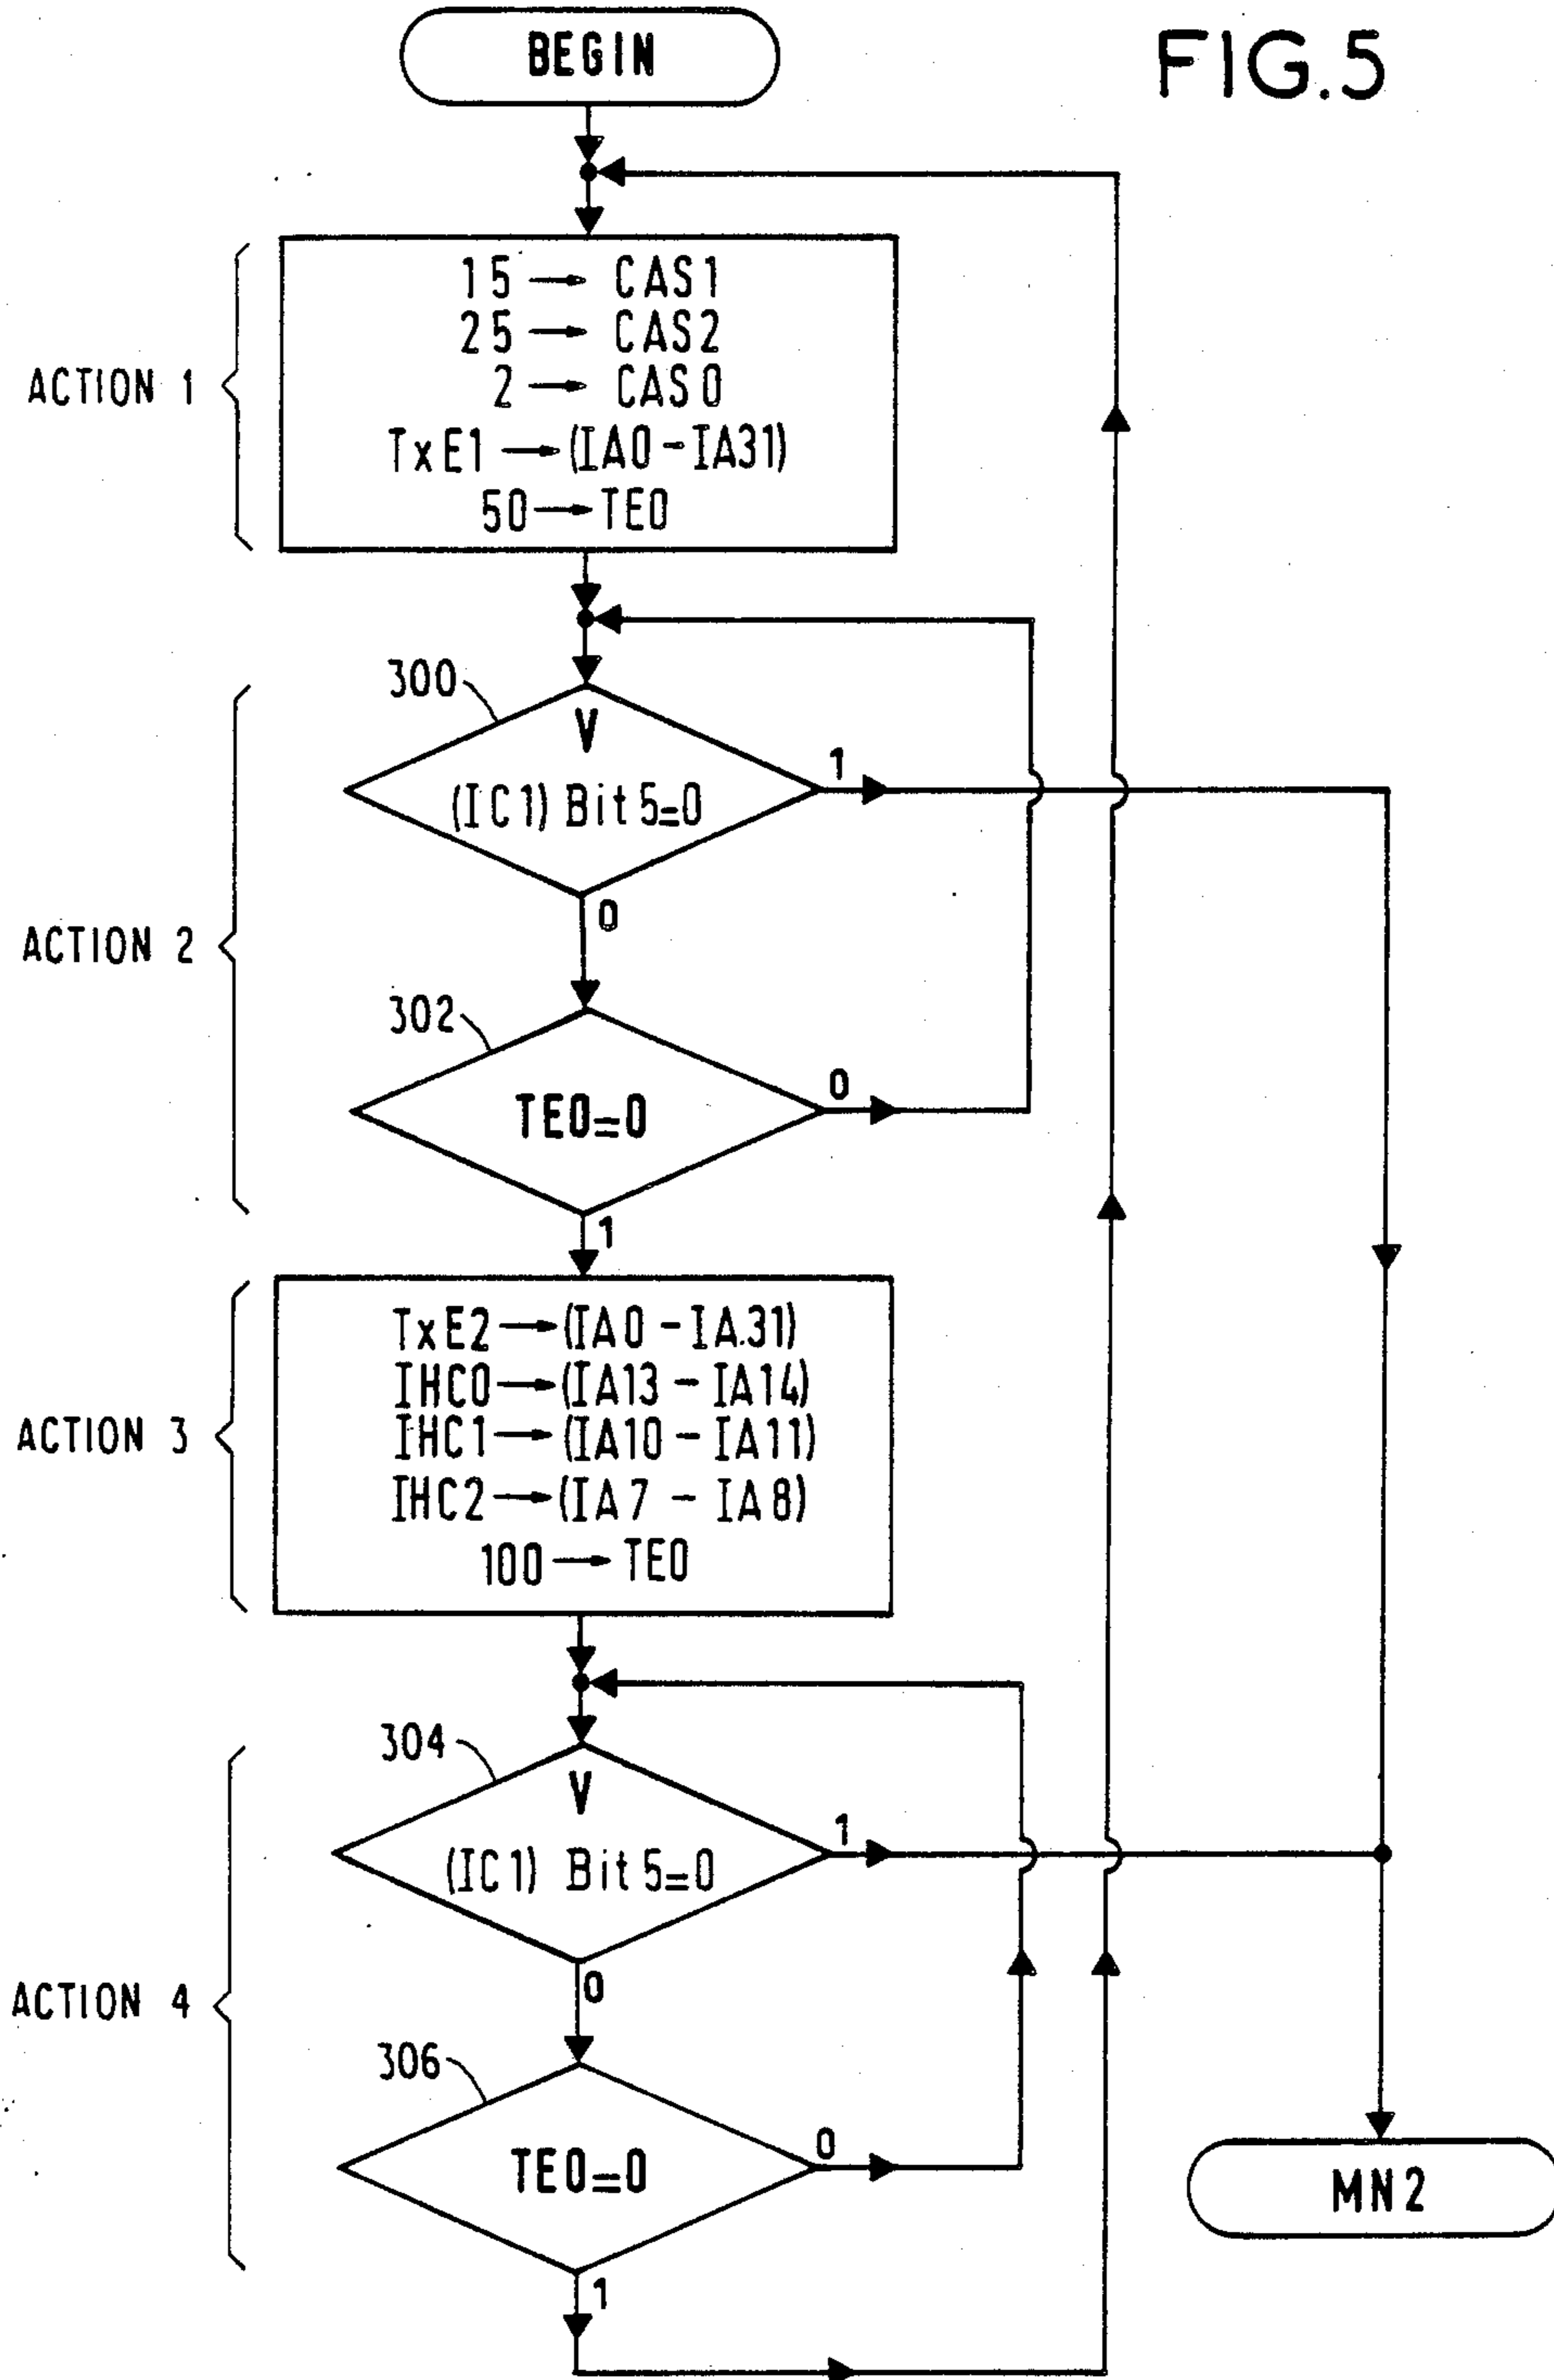 FIG.5
BEGIN
ACTION 1
15 → CAS1
25 → CAS2
2 → CAS0
TxE1 → (IA0 - IA31)
50 → TE0
ACTION 2
300
V
(IC1) Bit 5=0
1
0
302
TE0=0
0
1
ACTION 3
TxE2 → (IA0 - IA.31)
IHC0 → (IA13 - IA14)
IHC1 → (IA10 - IA11)
IHC2 → (IA7 - IA8)
100 → TE0
ACTION 4
304
V
(IC1) Bit 5=0
1
0
306
TE0=0
0
1
MN2